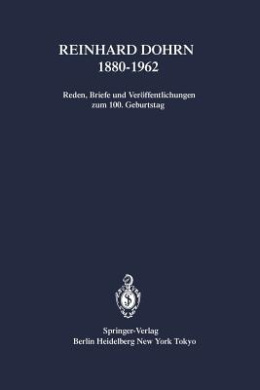 REINHARD DOHRN
1880-1962
Reden, Briefe und Veröffentlichungen
zum 100. Geburtstag
Springer-Verlag
Berlin Heidelberg New York Tokyo